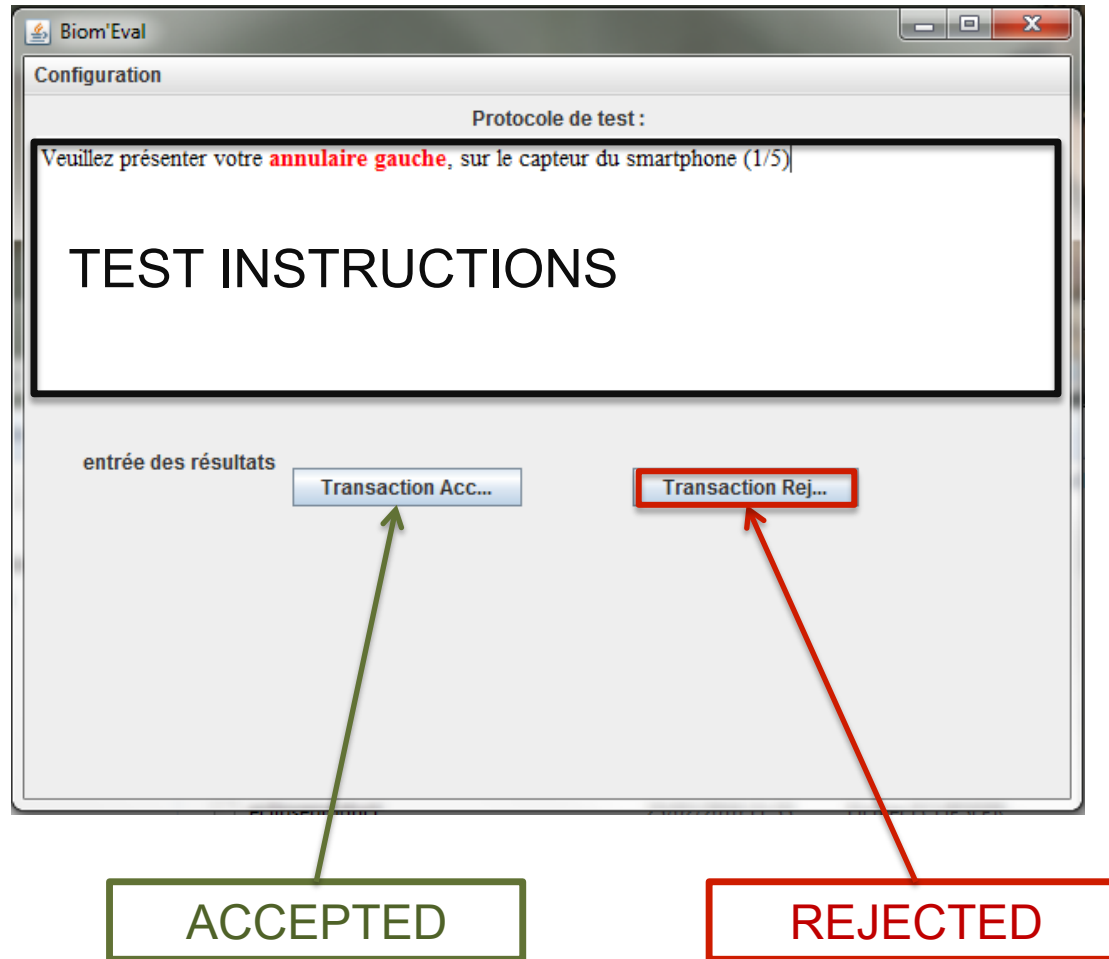 Biom'Eval
Configuration
Protocole de test :
Veuillez présenter votre annulaire gauche, sur le capteur du smartphone (1/5)
TEST INSTRUCTIONS
entrée des résultats
Transaction Acc...
Transaction Rej...
ACCEPTED
REJECTED